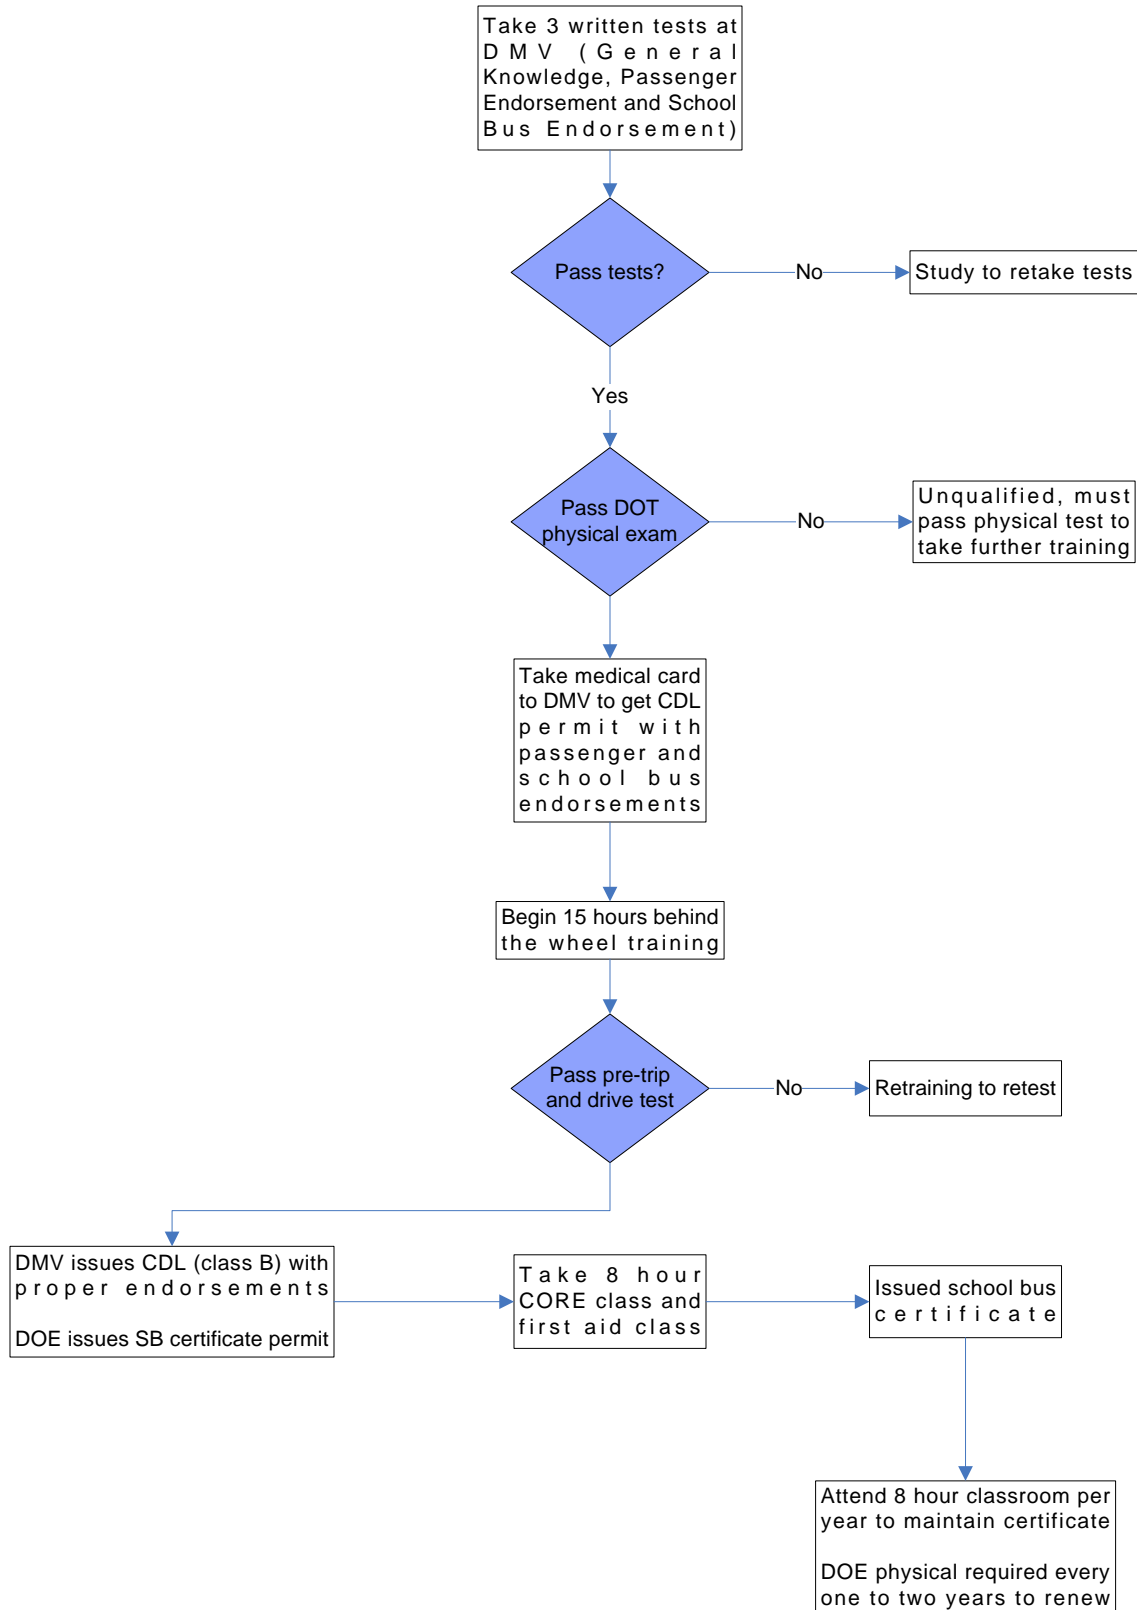 Take 3 written tests at
DMV (General
Knowledge, Passenger
Endorsement and School
Bus Endorsement)
Pass tests?
No
Study to retake tests
Yes
Pass DOT
physical exam
No
Unqualified, must
pass physical test to
take further training
Take medical card
to DMV to get CDL
permit with
passenger and
school bus
endorsements
Begin 15 hours behind
the wheel training
Pass pre-trip
and drive test
No
Retraining to retest
DMV issues CDL (class B) with
proper endorsements
DOE issues SB certificate permit
Take 8 hour
CORE class and
first aid class
Issued school bus
certificate
Attend 8 hour classroom per
year to maintain certificate
DOE physical required every
one to two years to renew